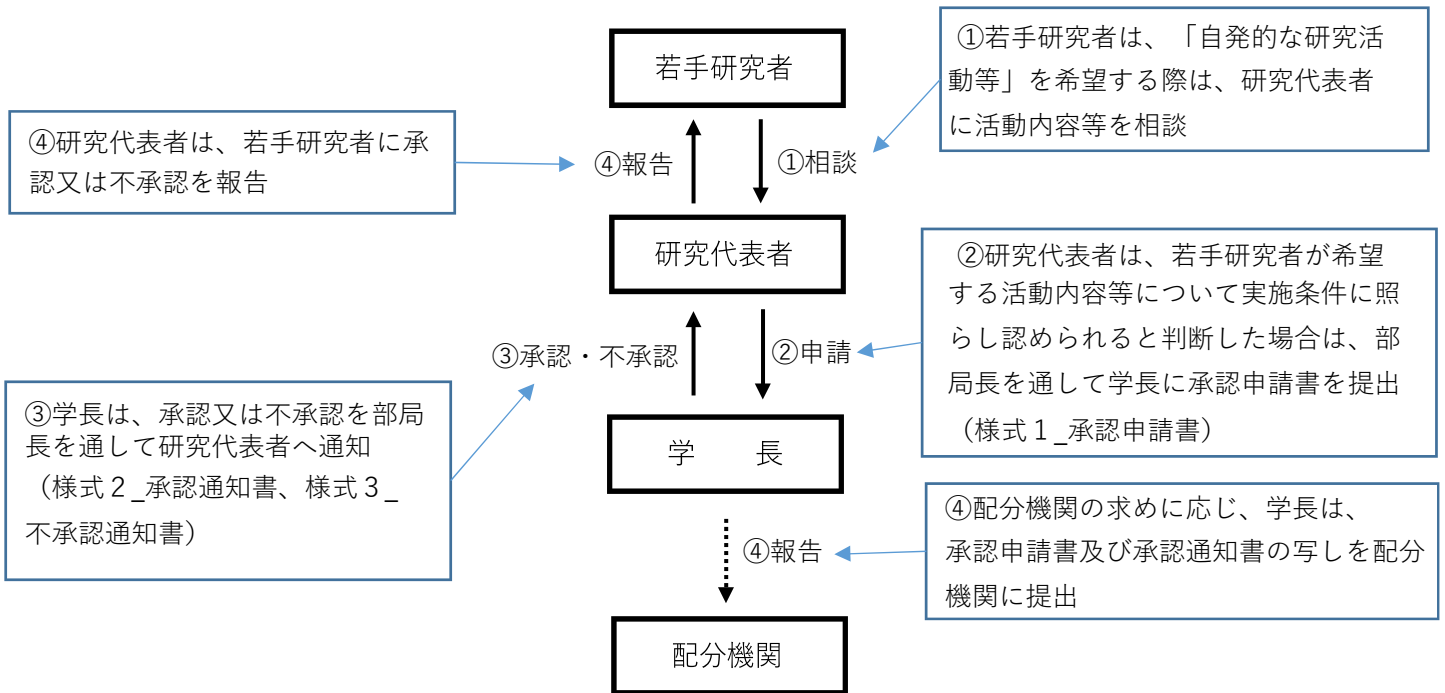 若手研究者
①若手研究者は、「自発的な研究活
動等」を希望する際は、研究代表者
に活動内容等を相談
④研究代表者は、若手研究者に承
認又は不承認を報告
④報告
①相談
研究代表者
②研究代表者は、若手研究者が希望
する活動内容等について実施条件に照
らし認められると判断した場合は、部
局長を通して学長に承認申請書を提出
（様式１_承認申請書）
③承認・不承認
②申請
③学長は、承認又は不承認を部局
長を通して研究代表者へ通知
（様式２_承認通知書、様式３_
不承認通知書）
学　　長
④報告
④配分機関の求めに応じ、学長は、
承認申請書及び承認通知書の写しを配分
機関に提出
配分機関